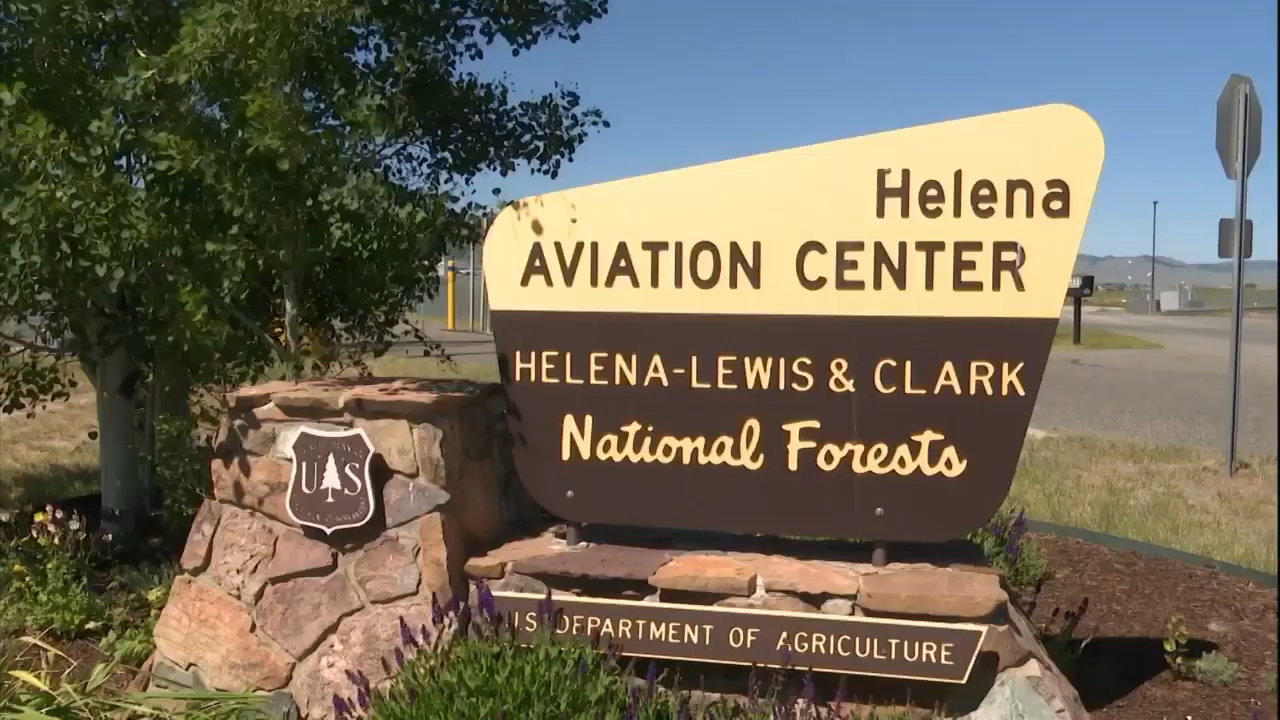 Helena
AVIATION CENTER
HELENA-LEWIS & CLARK
National Forests
US
U.S. DEPARTMENT OF AGRICULTURE